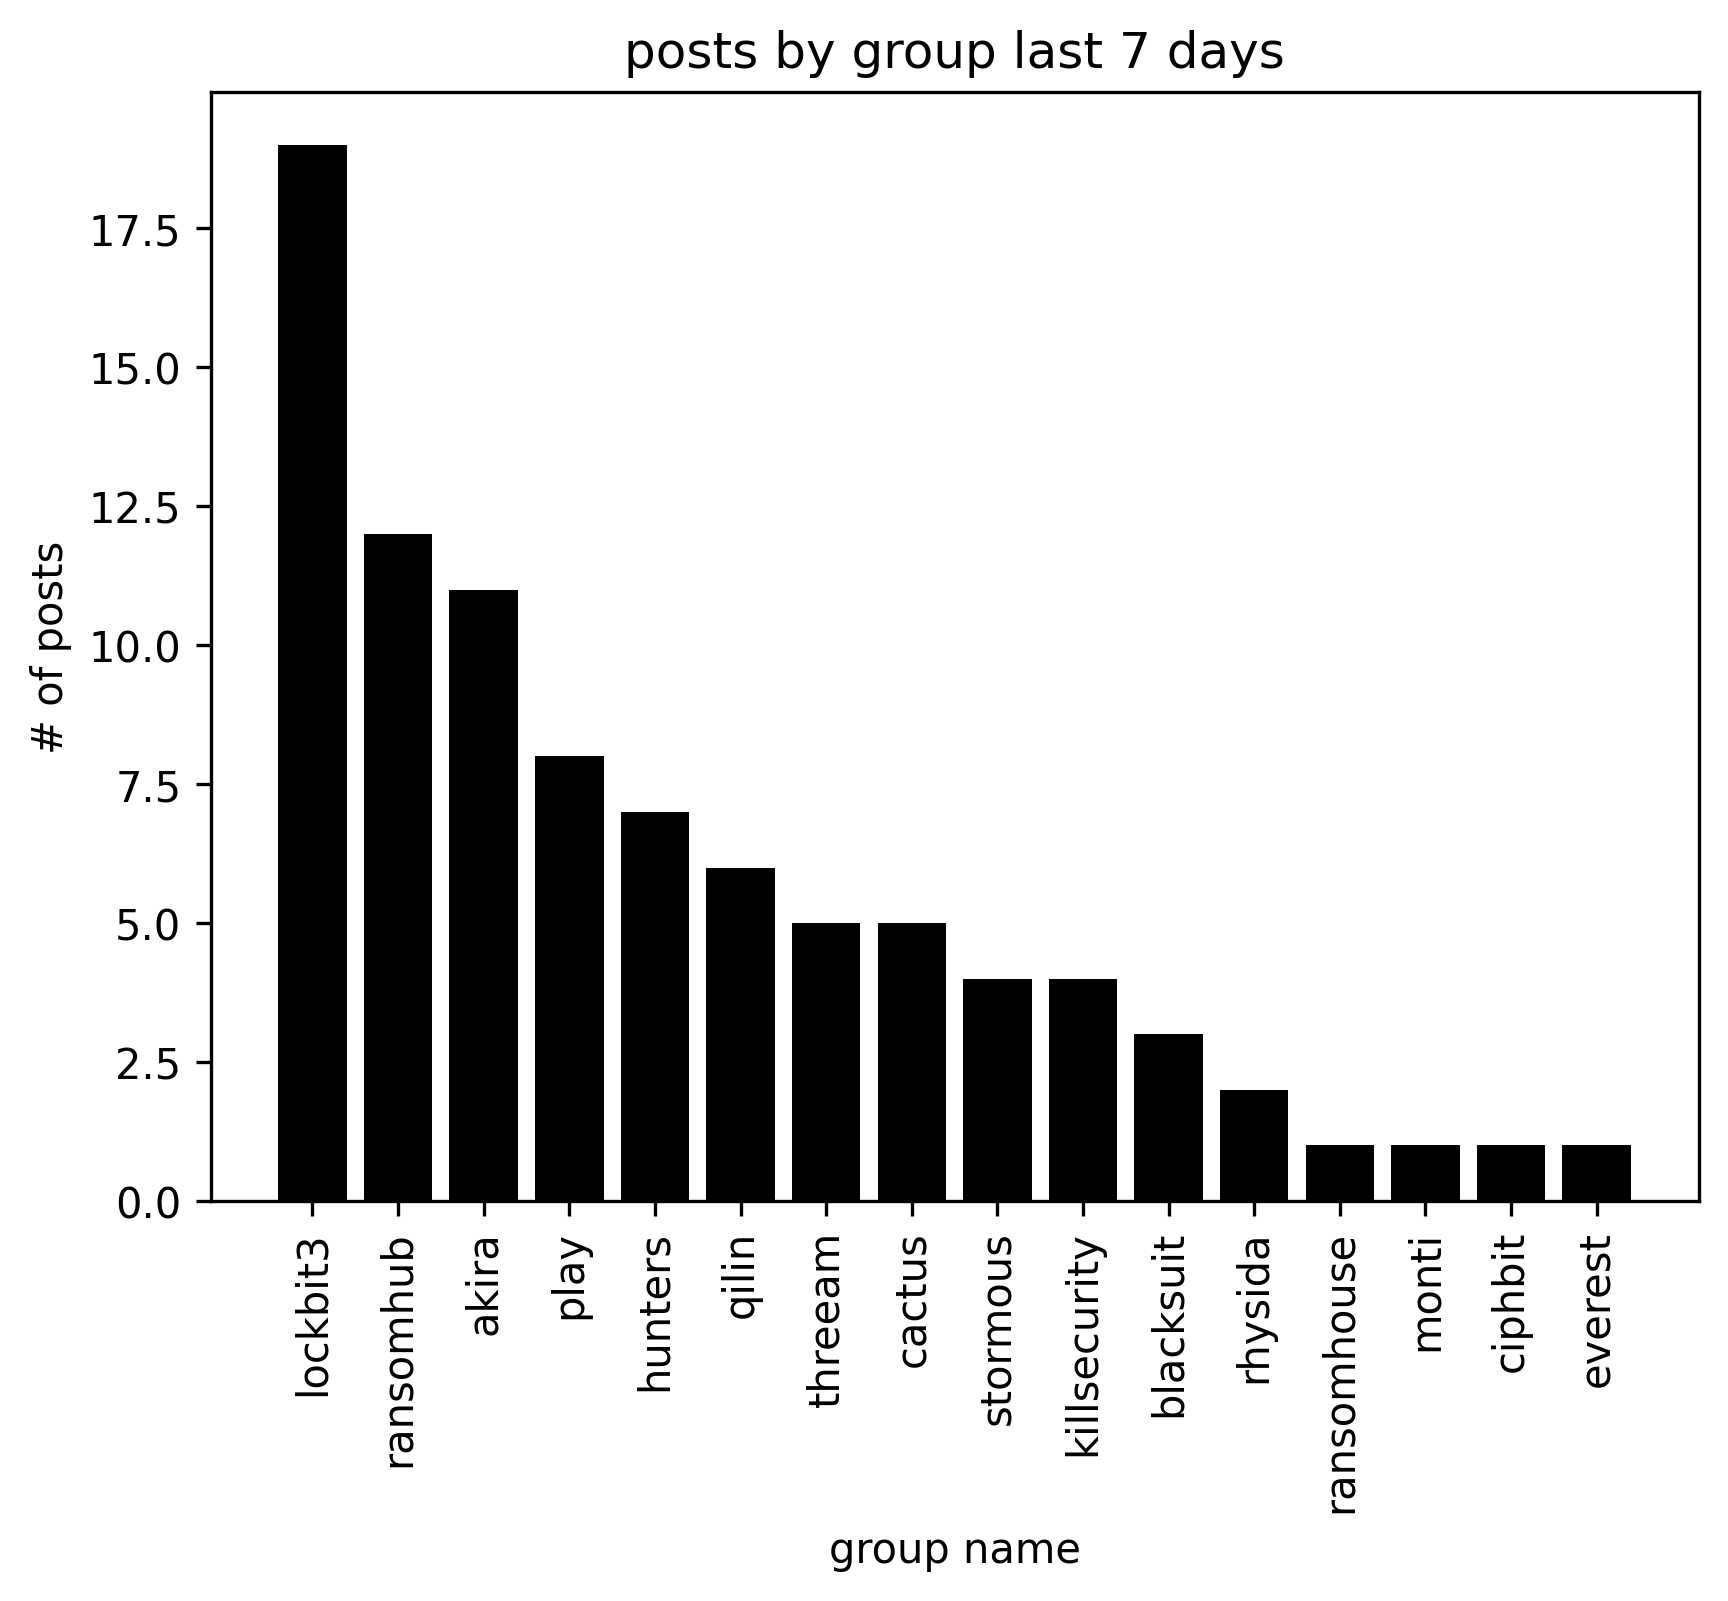 posts by group last 7 days
17.5
15.0
12.5
10.0
7.5
5.0
2.5
0.0
# of posts
lockbit3
ransomhub
akira
play
hunters
qilin
threeam
cactus
stormous
killsecurity
blacksuit
rhysida
ransomhouse
monti
ciphbit
everest
group name